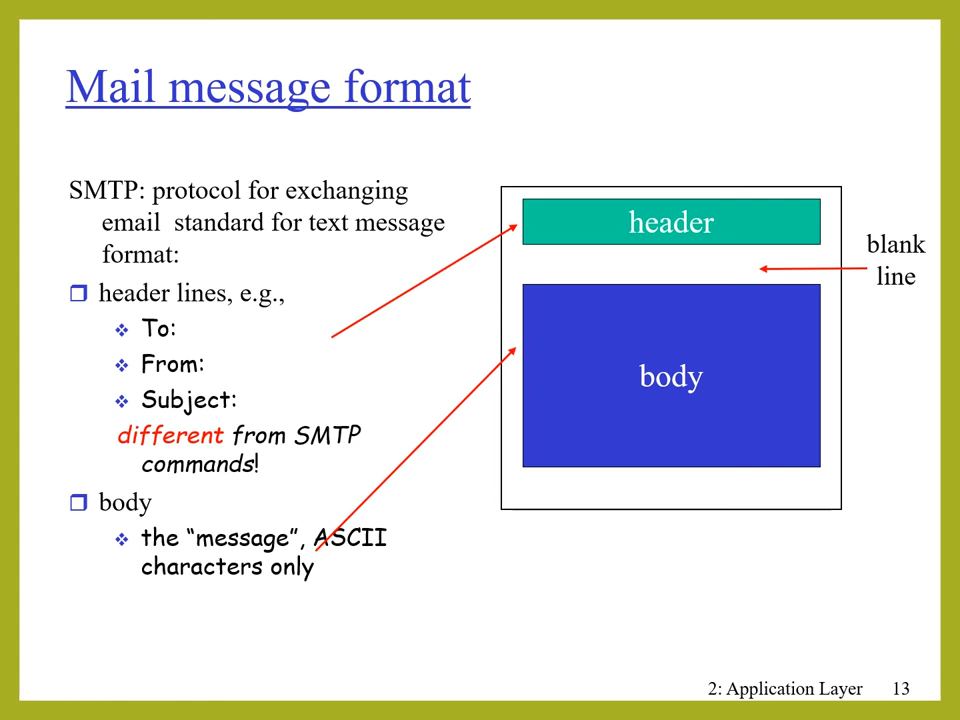 Mail message format
SMTP: protocol for exchanging
email standard for text message
format:
header lines, e.g.,
To:
From:
Subject:
different from SMTP
commands!
body
the “message”, ASCII
characters only
header
blank
line
body
2: Application Layer 13